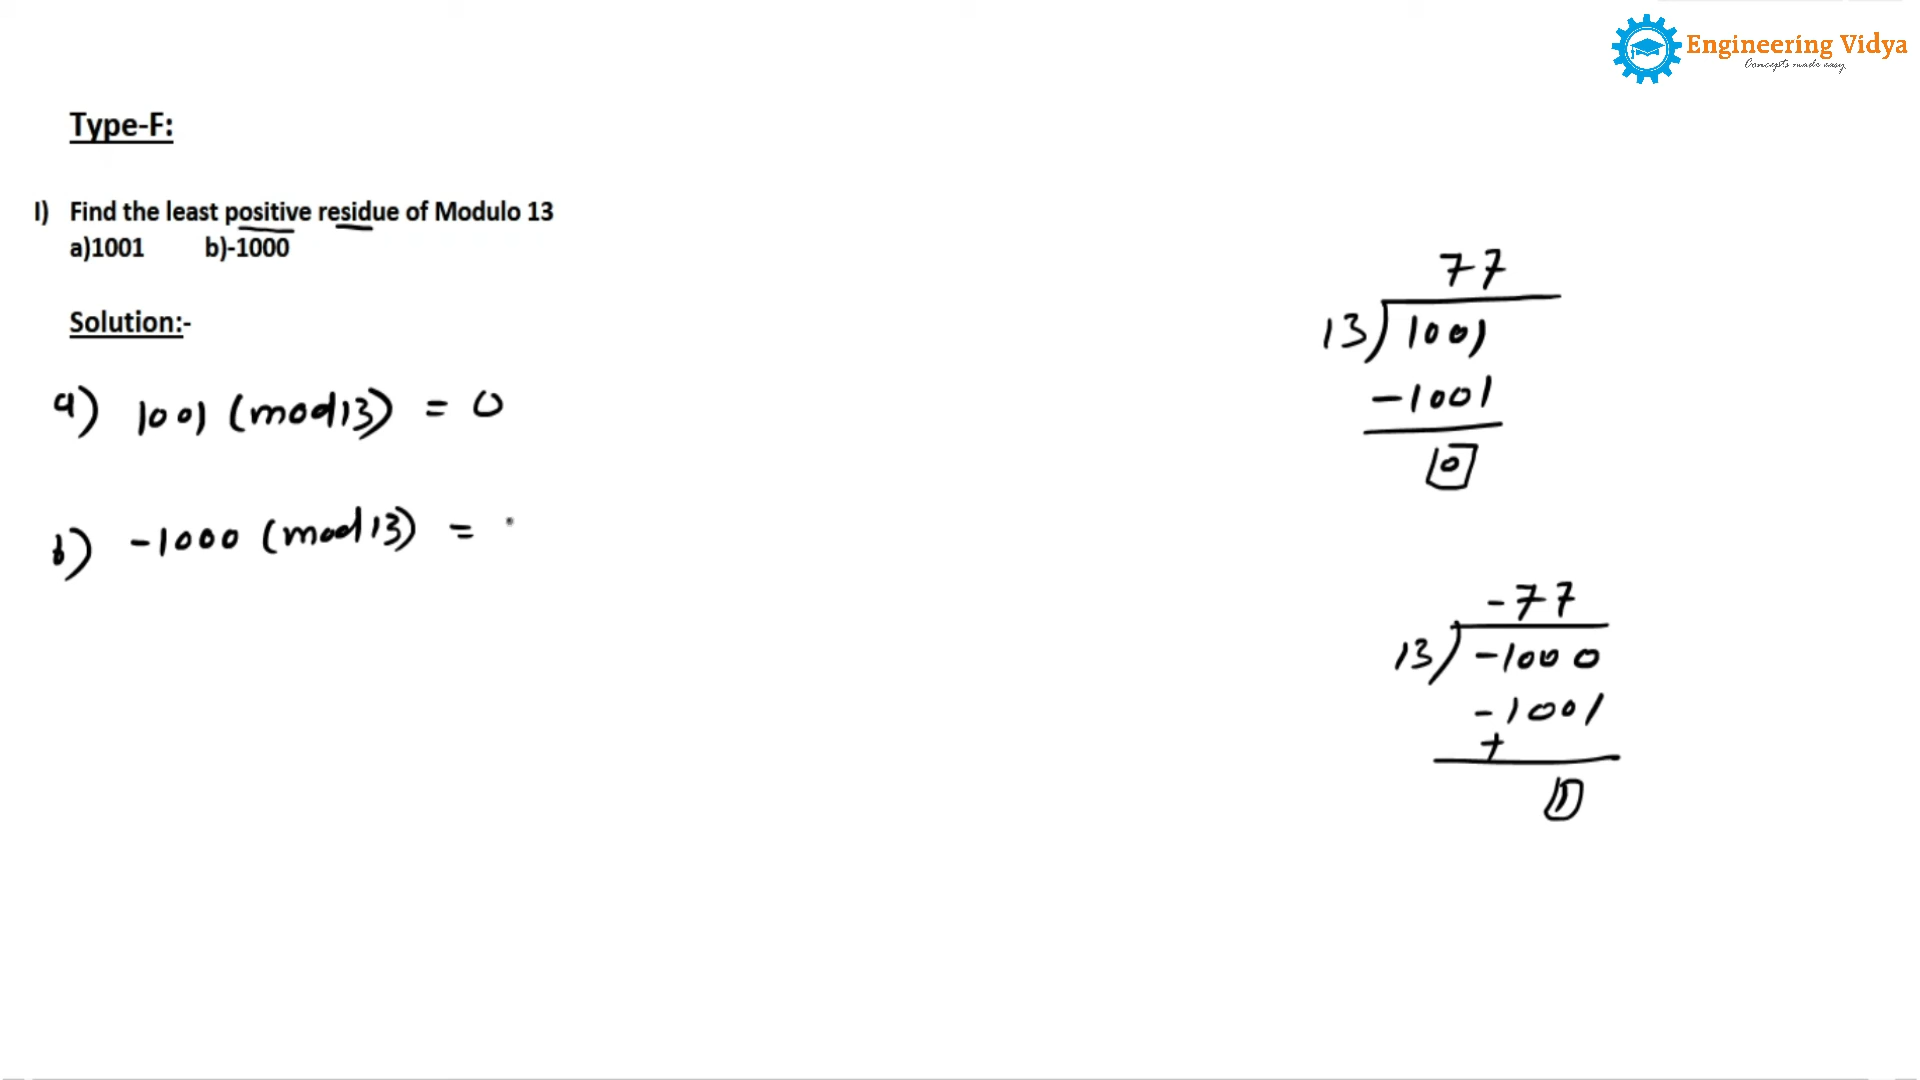 Engineering Vidya
Concepts made easy
Type-F:
I) Find the least positive residue of Modulo 13
a)1001 b)-1000
Solution:-
a) 1001 (mod 13) = 0
b) -1000 (mod 13) =
77
13) 1001
-1001
0
-77
13) -1000
-1001
+
1